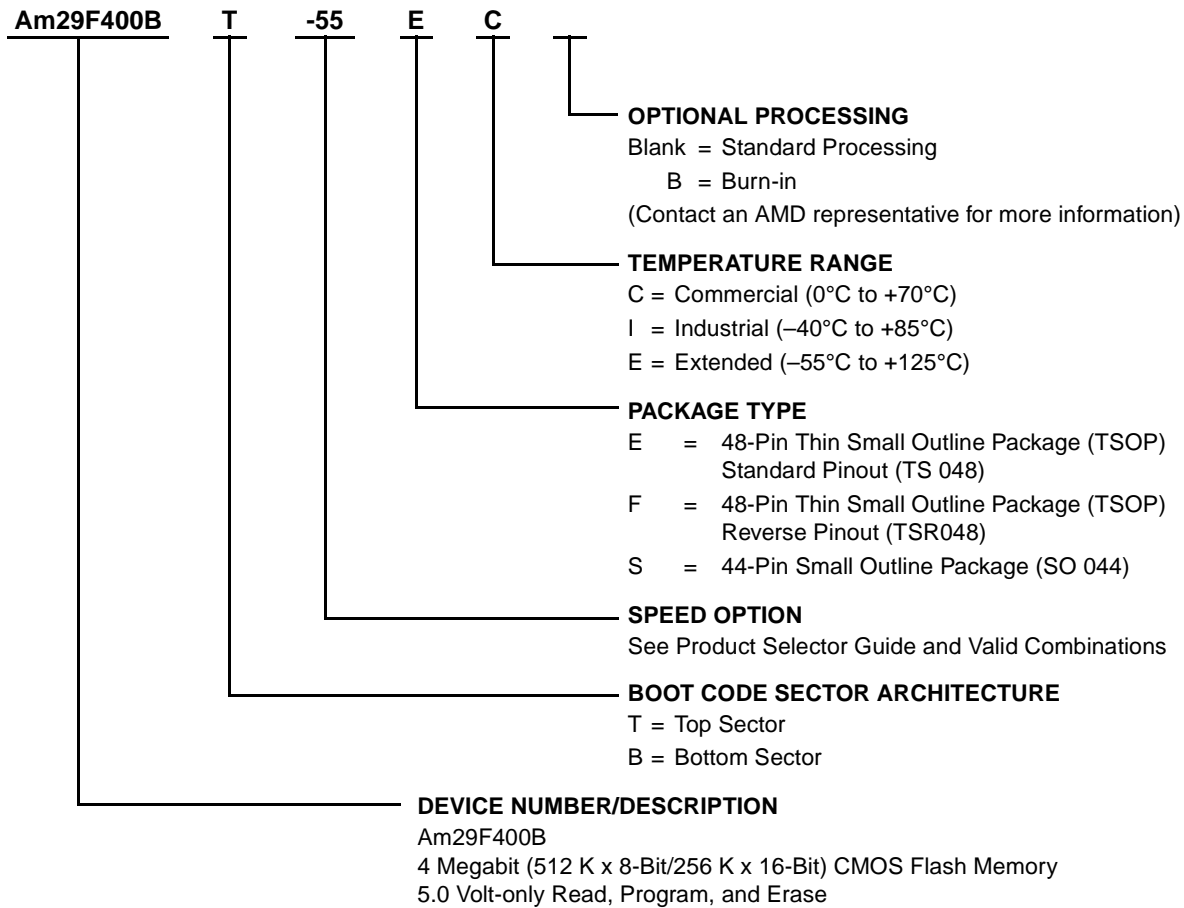 Am29F400B T -55 E C
OPTIONAL PROCESSING
Blank = Standard Processing
B = Burn-in
(Contact an AMD representative for more information)
TEMPERATURE RANGE
C = Commercial (0°C to +70°C)
I = Industrial (–40°C to +85°C)
E = Extended (–55°C to +125°C)
PACKAGE TYPE
E = 48-Pin Thin Small Outline Package (TSOP)
Standard Pinout (TS 048)
F = 48-Pin Thin Small Outline Package (TSOP)
Reverse Pinout (TSR048)
S = 44-Pin Small Outline Package (SO 044)
SPEED OPTION
See Product Selector Guide and Valid Combinations
BOOT CODE SECTOR ARCHITECTURE
T = Top Sector
B = Bottom Sector
DEVICE NUMBER/DESCRIPTION
Am29F400B
4 Megabit (512 K x 8-Bit/256 K x 16-Bit) CMOS Flash Memory
5.0 Volt-only Read, Program, and Erase